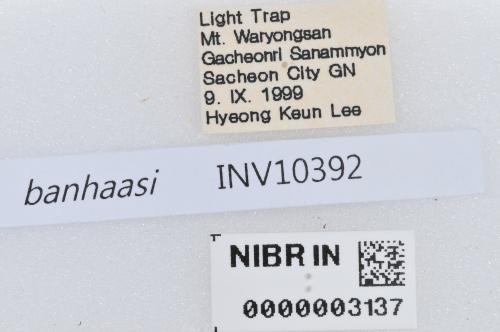 Light Trap
Mt. Waryongsan
Gacheonri Sanammyon
Sacheon City GN
9. IX. 1999
Hyeong Keun Lee
banhaasi INV10392
NIBR IN
0000003137